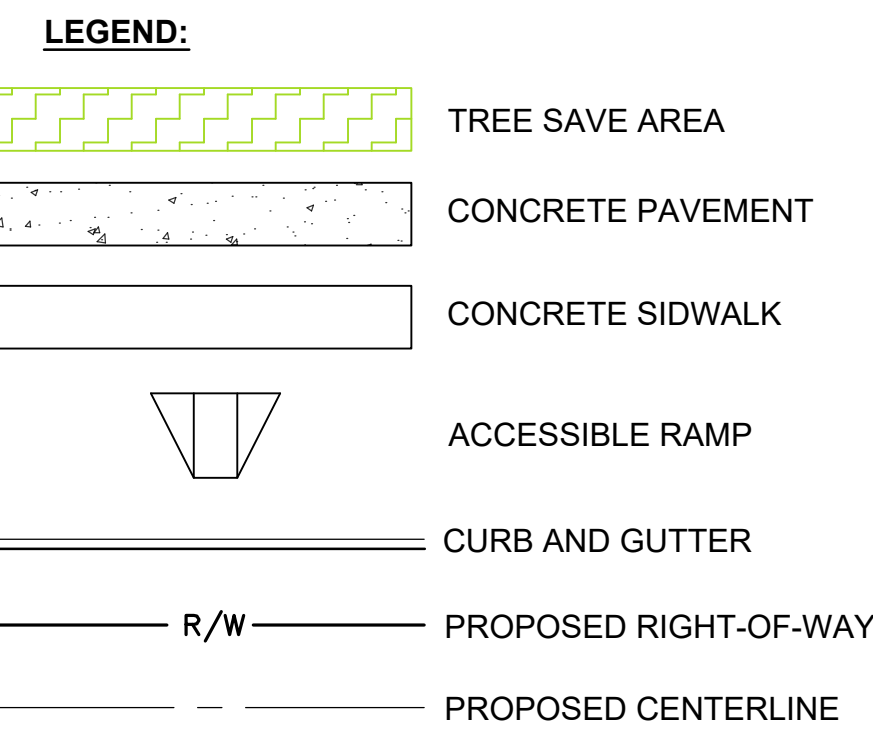 LEGEND:
TREE SAVE AREA
CONCRETE PAVEMENT
CONCRETE SIDWALK
ACCESSIBLE RAMP
CURB AND GUTTER
R/W PROPOSED RIGHT-OF-WAY
PROPOSED CENTERLINE